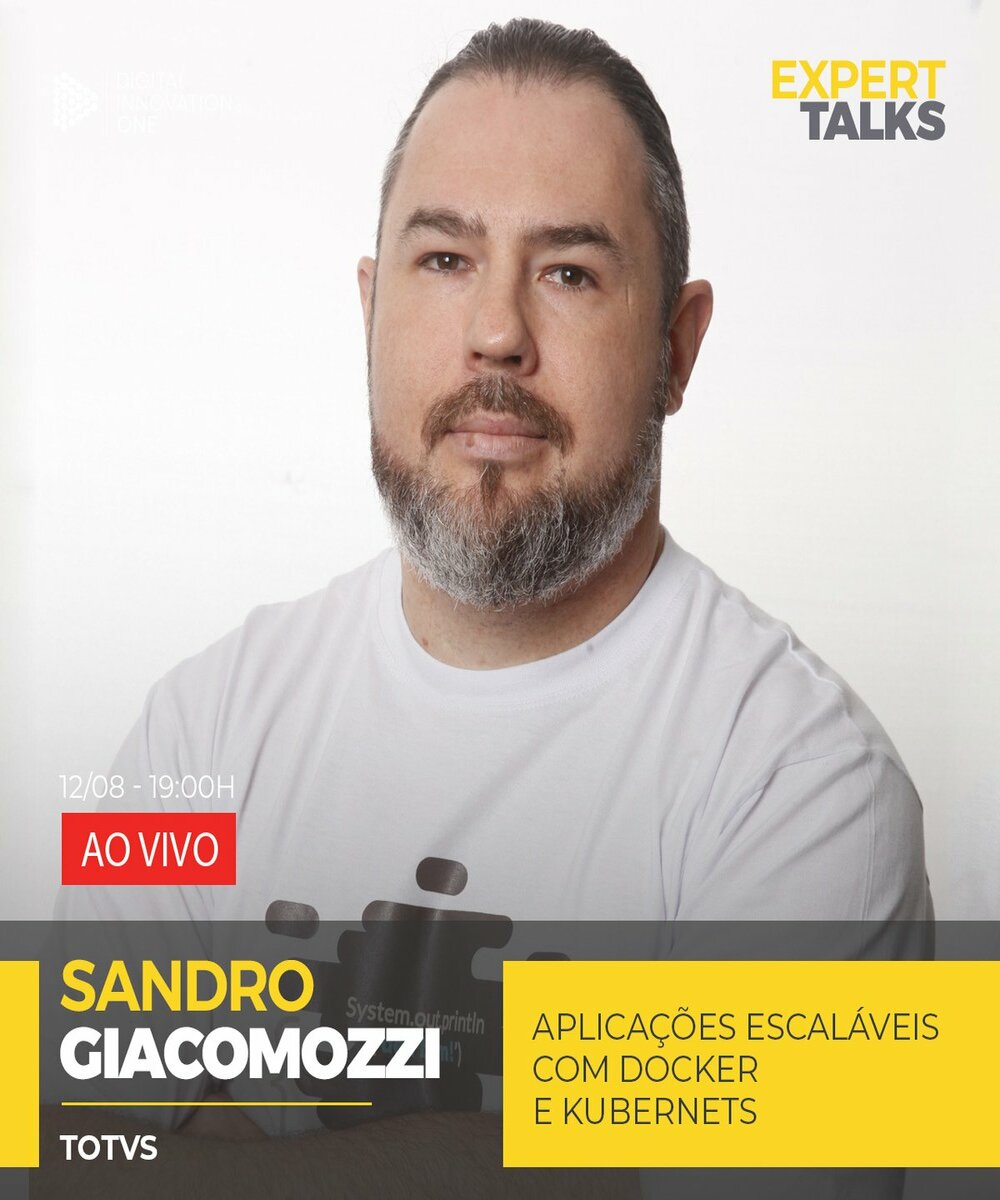 DIGITAL
INNOVATION
ONE
EXPERT
TALKS
12/08 - 19:00H
AO VIVO
System.out.println
!")
SANDRO
GIACOMOZZI
TOTVS
APLICAÇÕES ESCALÁVEIS
COM DOCKER
E KUBERNETS